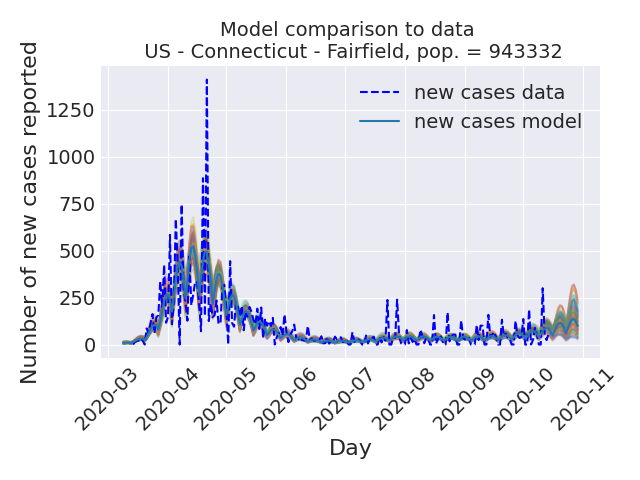 Model comparison to data
US - Connecticut - Fairfield, pop. = 943332
Number of new cases reported
1250
1000
750
500
250
0
new cases data
new cases model
2020-03
2020-04
2020-05
2020-06
2020-07
2020-08
2020-09
2020-10
2020-11
Day